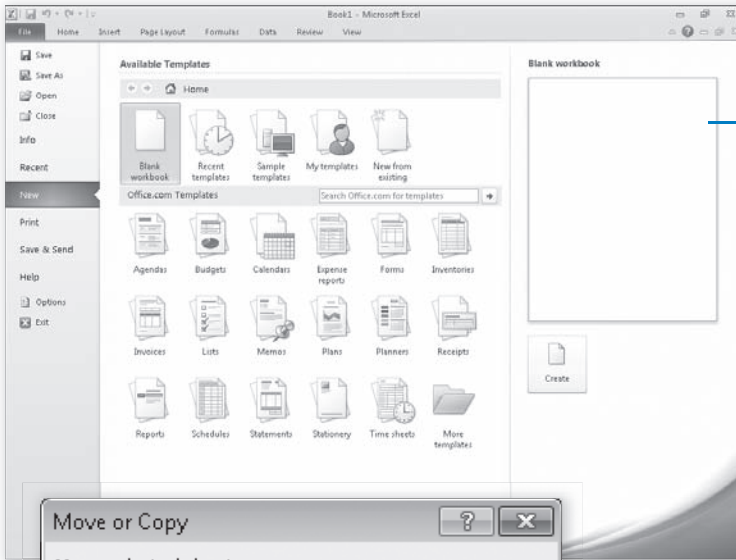 Book1 - Microsoft Excel
File Home Insert Page Layout Formulas Data Review View
Save
Save As
Open
Close
Info
Recent
New
Print
Save & Send
Help
Options
Exit
Available Templates
Home
Blank workbook
Recent templates
Sample templates
My templates
New from existing
Office.com Templates
Search Office.com for templates
Agendas
Budgets
Calendars
Expense reports
Forms
Inventories
Invoices
Lists
Memos
Plans
Planners
Receipts
Reports
Schedules
Statements
Stationery
Time sheets
More templates
Blank workbook
Create
Move or Copy